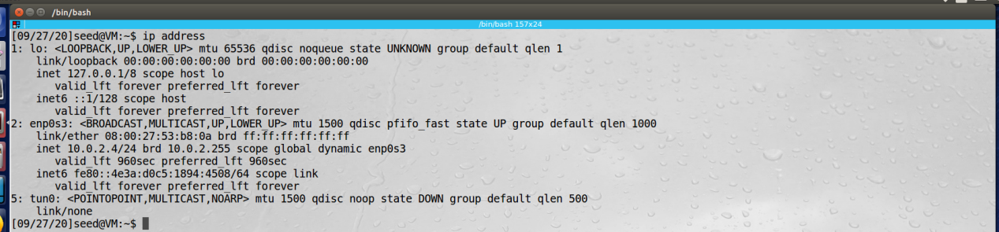 /bin/bash
/bin/bash 157x24
[09/27/20]seed@VM:~$ ip address
1: lo: <LOOPBACK,UP,LOWER_UP> mtu 65536 qdisc noqueue state UNKNOWN group default qlen 1
    link/loopback 00:00:00:00:00:00 brd 00:00:00:00:00:00
    inet 127.0.0.1/8 scope host lo
       valid_lft forever preferred_lft forever
    inet6 ::1/128 scope host
       valid_lft forever preferred_lft forever
2: enp0s3: <BROADCAST,MULTICAST,UP,LOWER_UP> mtu 1500 qdisc pfifo_fast state UP group default qlen 1000
    link/ether 08:00:27:53:b8:0a brd ff:ff:ff:ff:ff:ff
    inet 10.0.2.4/24 brd 10.0.2.255 scope global dynamic enp0s3
       valid_lft 960sec preferred_lft 960sec
    inet6 fe80::4e3a:d0c5:1894:4508/64 scope link
       valid_lft forever preferred_lft forever
5: tun0: <POINTOPOINT,MULTICAST,NOARP> mtu 1500 qdisc noop state DOWN group default qlen 500
    link/none
[09/27/20]seed@VM:~$